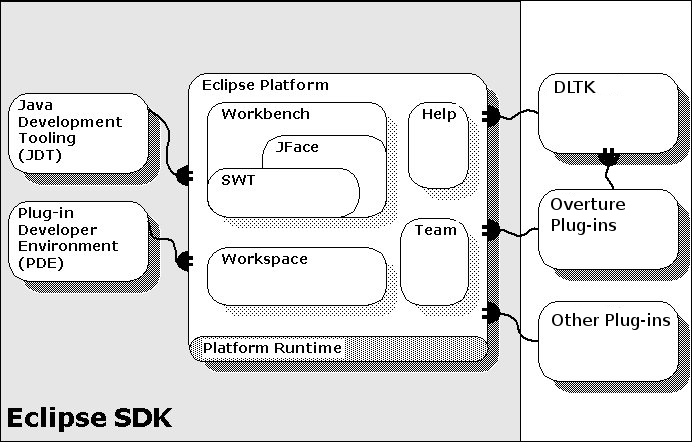 Eclipse Platform
Java
Development
Tooling
(JDT)
Plug-in
Developer
Environment
(PDE)
Workbench
JFace
SWT
Workspace
Help
Team
Platform Runtime
DLTK
Overture
Plug-ins
Other Plug-ins
Eclipse SDK